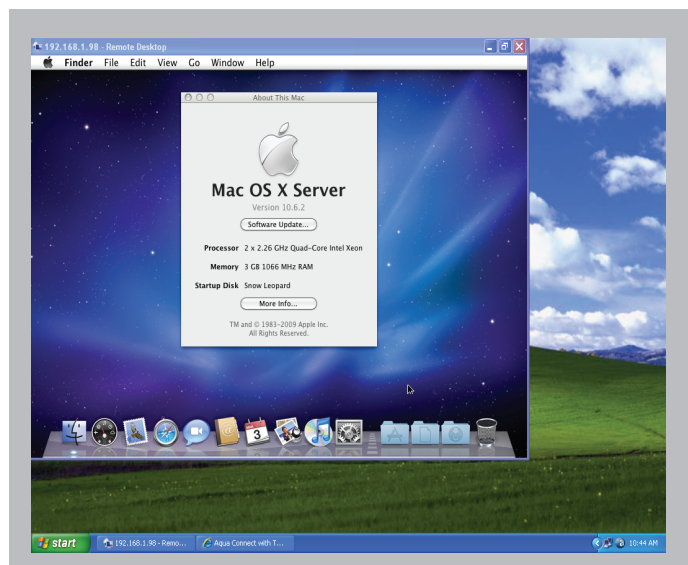 192.168.1.98 - Remote Desktop
Finder File Edit View Go Window Help
About This Mac
Mac OS X Server
Version 10.6.2
Software Update...
Processor 2 x 2.26 GHz Quad-Core Intel Xeon
Memory 3 GB 1066 MHz RAM
Startup Disk Snow Leopard
More Info...
TM and © 1983-2009 Apple Inc.
All Rights Reserved.
3
start 192.168.1.98 - Remo... Aqua Connect with T... 10:44 AM